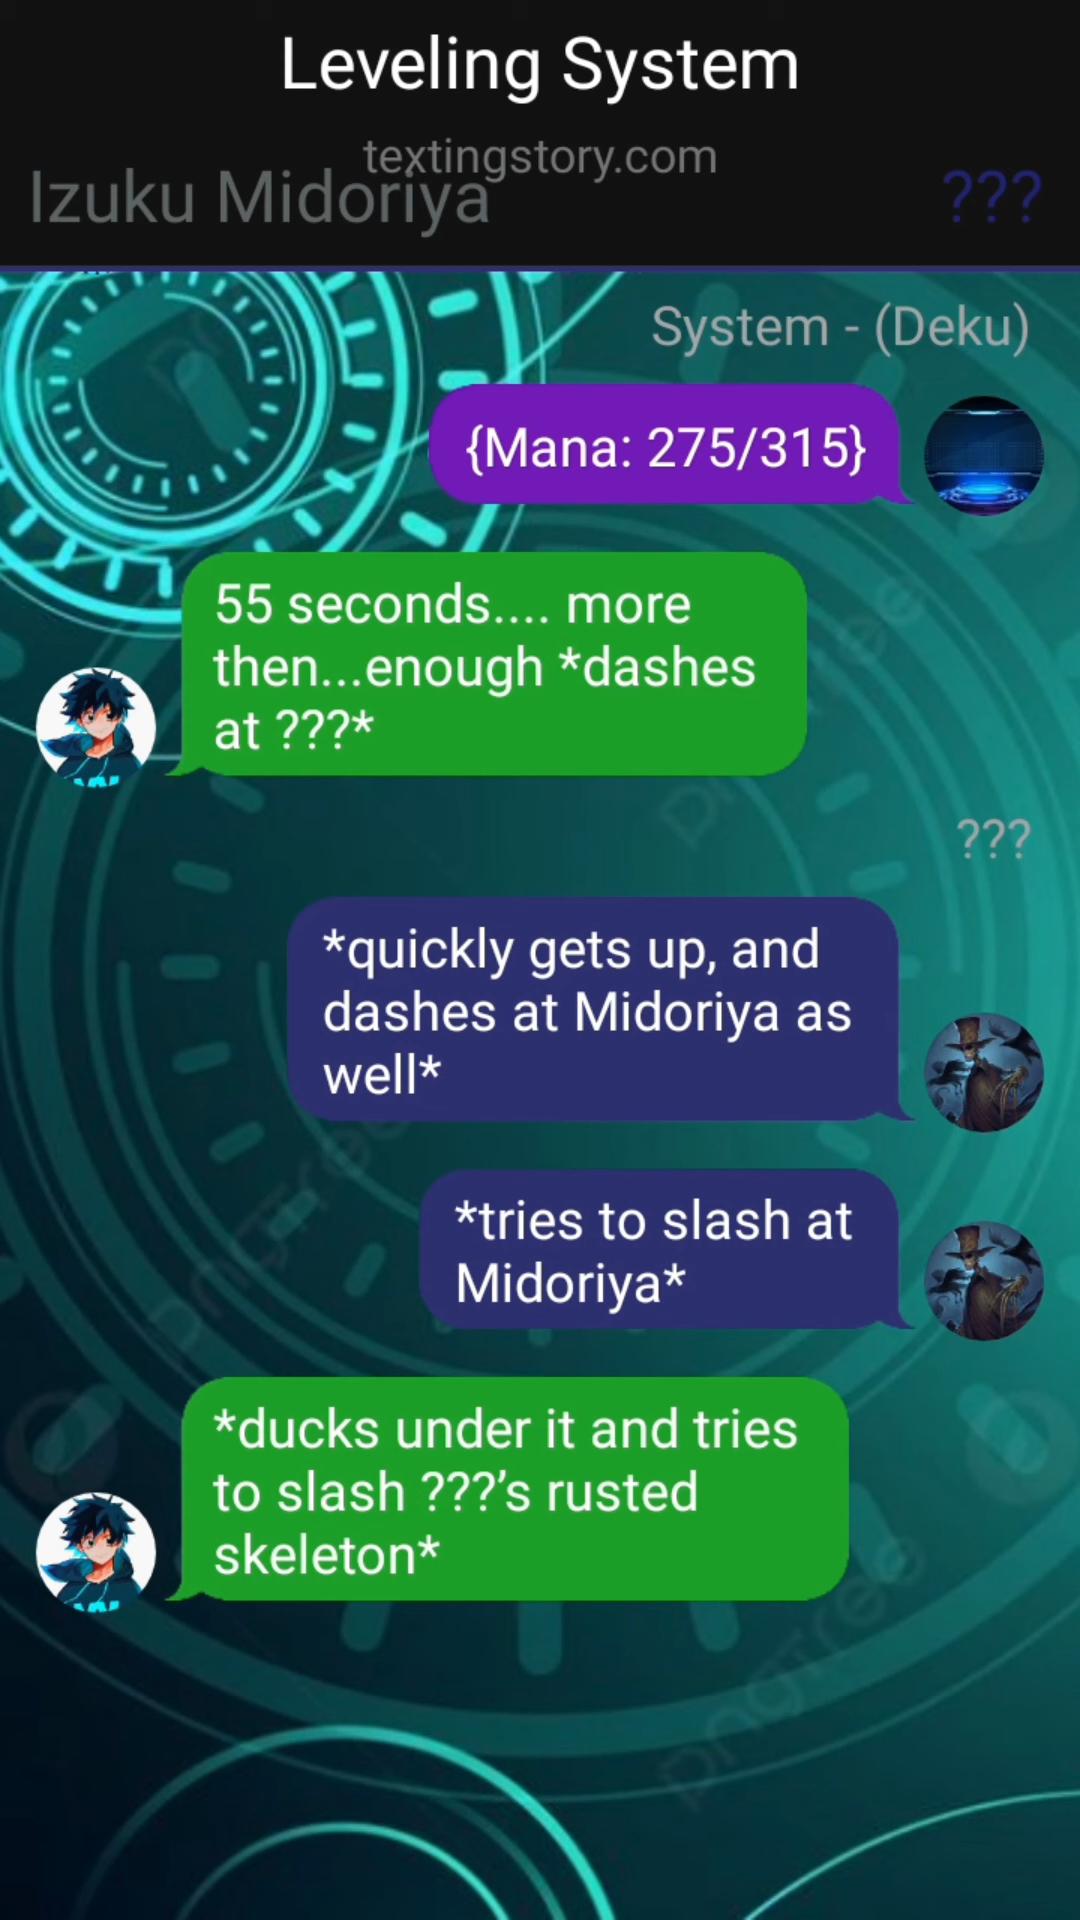 Leveling System
textingstory.com
Izuku Midoriya
???
System - (Deku)
{Mana: 275/315}
55 seconds.... more
then...enough *dashes
at ???*
???
*quickly gets up, and
dashes at Midoriya as
well*
*tries to slash at
Midoriya*
*ducks under it and tries
to slash ???’s rusted
skeleton*
pngtree
pngtree